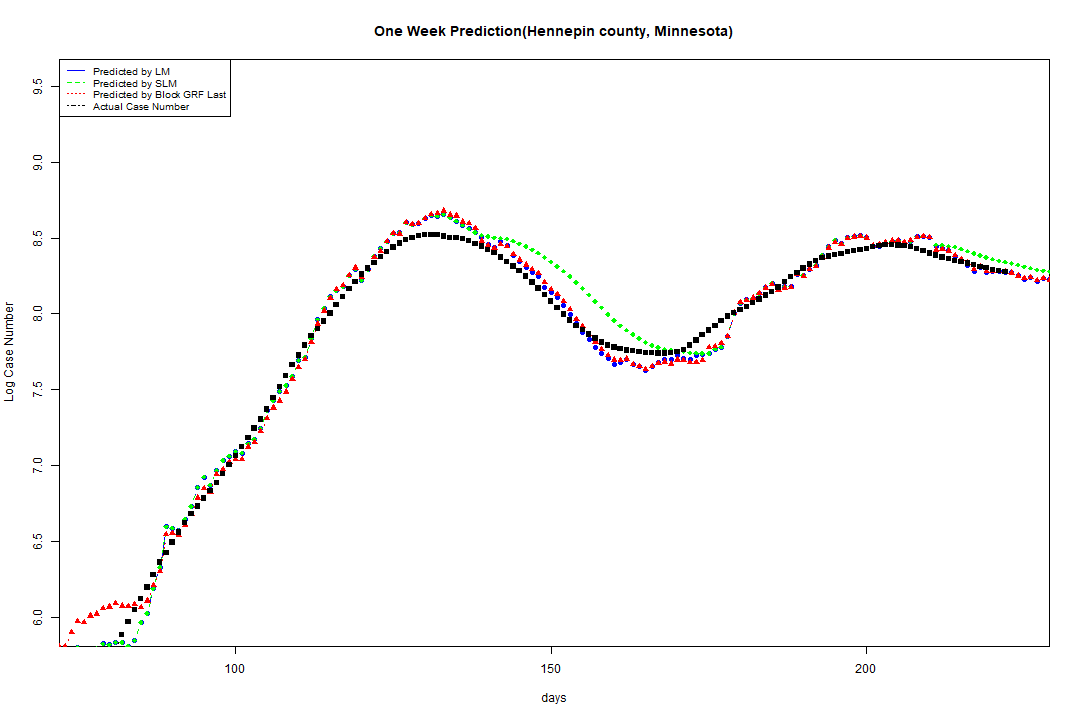 One Week Prediction(Hennepin county, Minnesota)
Predicted by LM
Predicted by SLM
Predicted by Block GRF Last
Actual Case Number
9.5
9.0
8.5
8.0
7.5
7.0
6.5
6.0
Log Case Number
100 150 200
days